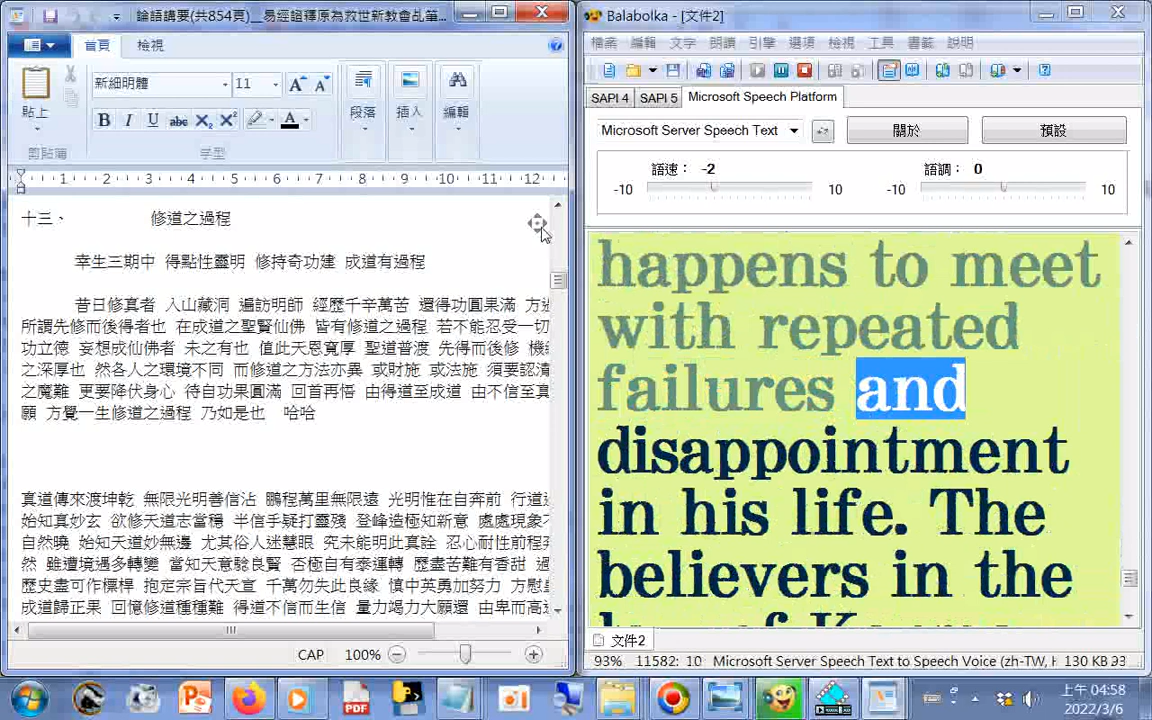 論語講要(共854頁)__易經證釋原為救世新教會乩筆...
首頁
檢視
貼上
剪貼簿
新細明體
11
字型
段落
插入
編輯
1 2 3 4 5 6 7 8 9 10 11 12
十三、 修道之過程
幸生三期中 得點性靈明 修持奇功建 成道有過程
昔日修真者 入山藏洞 遍訪明師 經歷千辛萬苦 還得功圓果滿 方
所謂先修而後得者也 在成道之聖賢仙佛 皆有修道之過程 若不能忍受一切
功立德 妄想成仙佛者 未之有也 值此天恩寬厚 聖道普渡 先得而後修 機
之深厚也 然各人之環境不同 而修道之方法亦異 或財施 或法施 須要認清
之魔難 更要降伏身心 待自功果圓滿 回首再悟 由得道至成道 由不信至真
願 方覺一生修道之過程 乃如是也 哈哈
真道傳來渡坤乾 無限光明善信沾 鵬程萬里無限遠 光明惟在自奔前 行道
始知真妙玄 欲修天道志當穩 半信乎疑打靈殘 登峰造極知新意 處處現象
自然曉 始知天道妙無邊 尤其俗人迷慧眼 究未能明此真詮 忍心耐性前程
然 雖遭境遇多轉變 當知天意驗良賢 否極自有泰運轉 歷盡苦難有香甜
歷史盡可作標桿 抱定宗旨代天宣 千萬勿失此良緣 慎中英勇加努力 方慰
成道歸正果 回憶修道種種難 得道不信而生信 量力竭力大願還 由卑而高
CAP 100%
Balabolka - [文件2]
檔案 編輯 文字 朗讀 引擎 選項 檢視 工具 書籤 說明
SAPI 4 SAPI 5 Microsoft Speech Platform
Microsoft Server Speech Text
關於
預設
語速： -2
-10 10
語調： 0
-10 10
happens to meet
with repeated
failures and
disappointment
in his life. The
believers in the
文件2
93% 11582: 10 Microsoft Server Speech Text to Speech Voice (zh-TW, H 130 KB
上午 04:58
2022/3/6